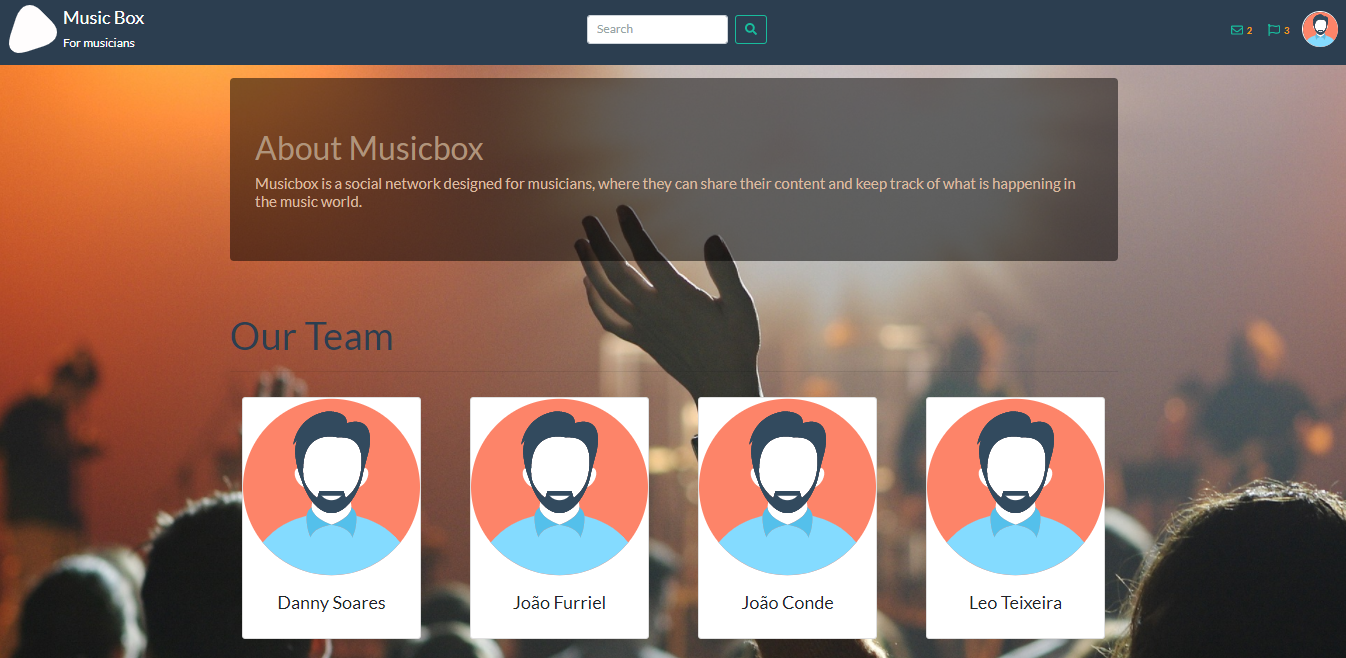 Music Box
For musicians
Search
2
3
About Musicbox
Musicbox is a social network designed for musicians, where they can share their content and keep track of what is happening in
the music world.
Our Team
Danny Soares
João Furriel
João Conde
Leo Teixeira